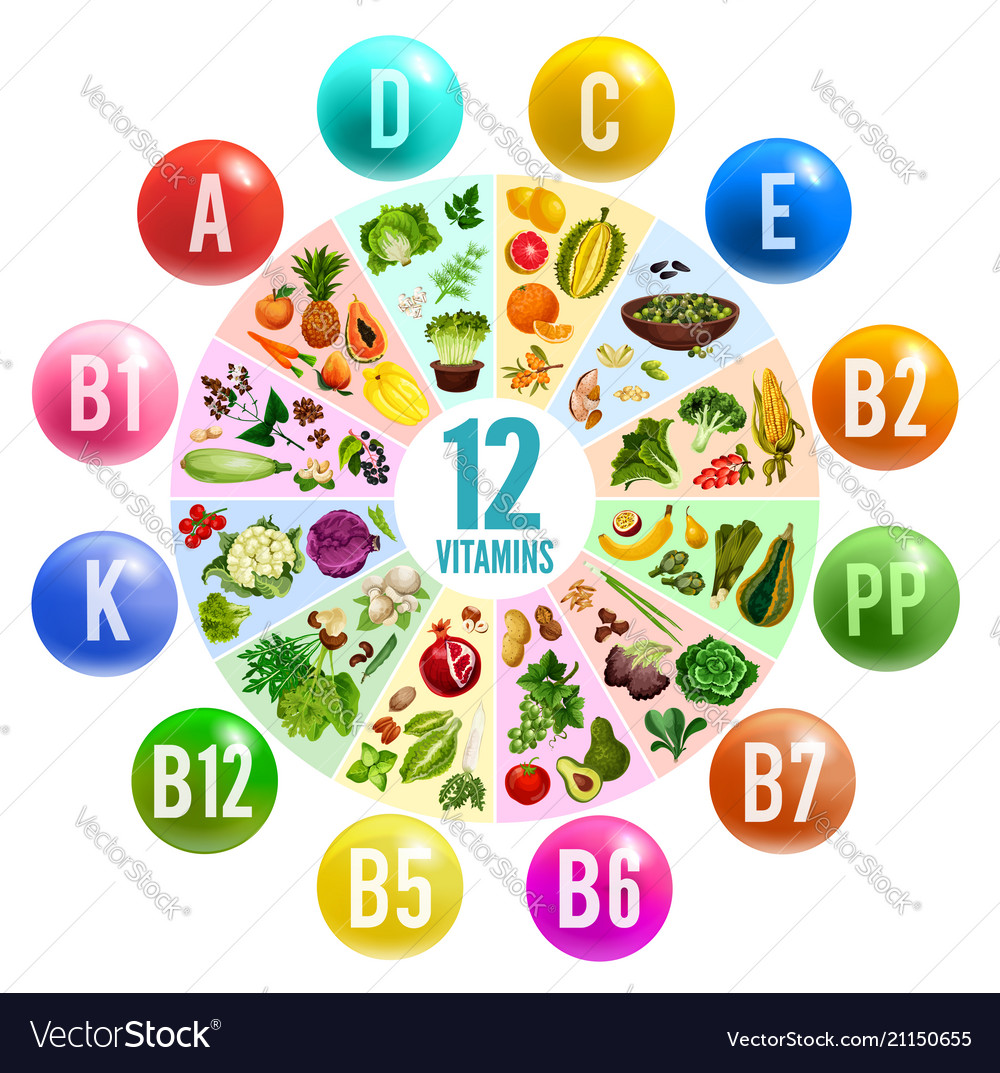 D
C
A
E
B1
B2
12
VITAMINS
K
PP
B12
B7
B5
B6
VectorStock®
VectorStock.com/21150655